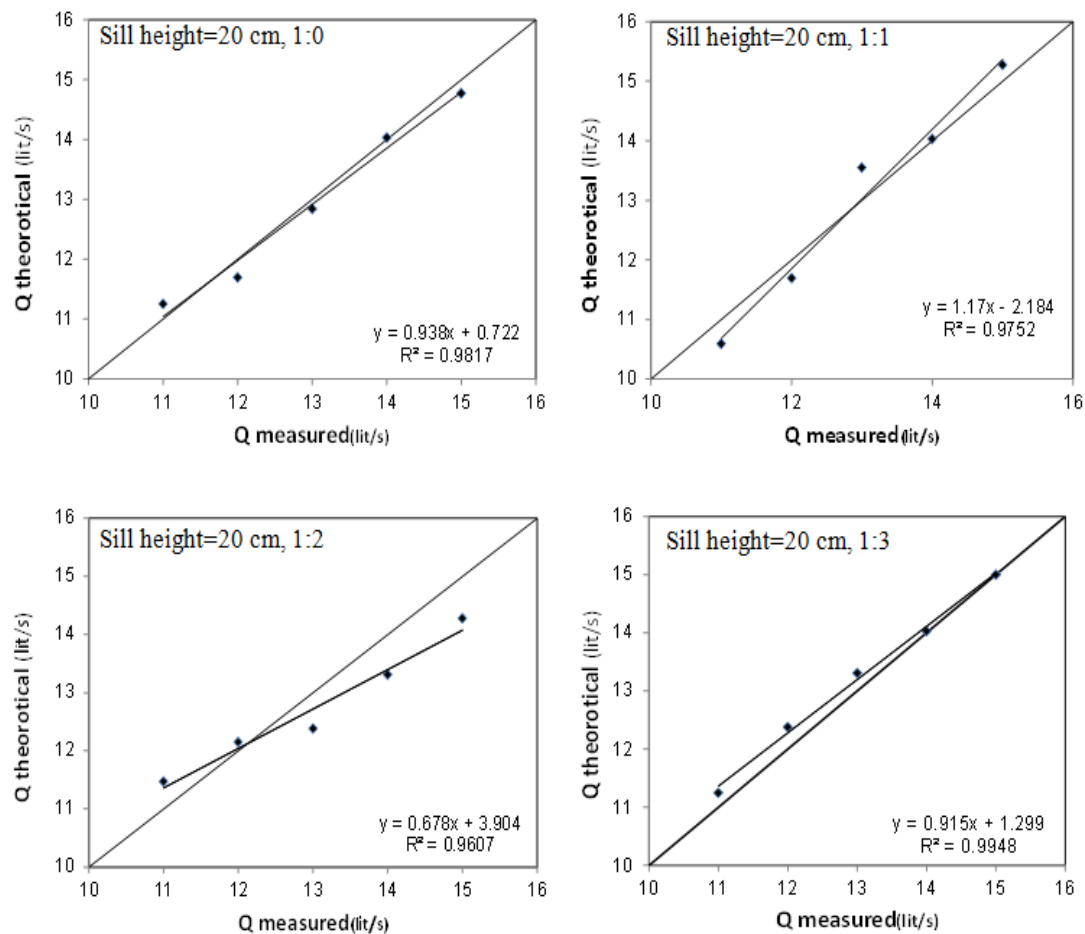 Sill height=20 cm, 1:0
16
15
14
13
12
11
10
Q theorotical (lit/s)
y = 0.938x + 0.722
R² = 0.9817
10 11 12 13 14 15 16
Q measured(lit/s)
Sill height=20 cm, 1:1
16
15
14
13
12
11
10
Q theorotical (lit/s)
y = 1.17x - 2.184
R² = 0.9752
10 12 14 16
Q measured(lit/s)
Sill height=20 cm, 1:2
16
15
14
13
12
11
10
Q theorotical (lit/s)
y = 0.678x + 3.904
R² = 0.9607
10 11 12 13 14 15 16
Q measured(lit/s)
Sill height=20 cm, 1:3
16
15
14
13
12
11
10
Q theorotical (lit/s)
y = 0.915x + 1.299
R² = 0.9948
10 11 12 13 14 15 16
Q measured(lit/s)